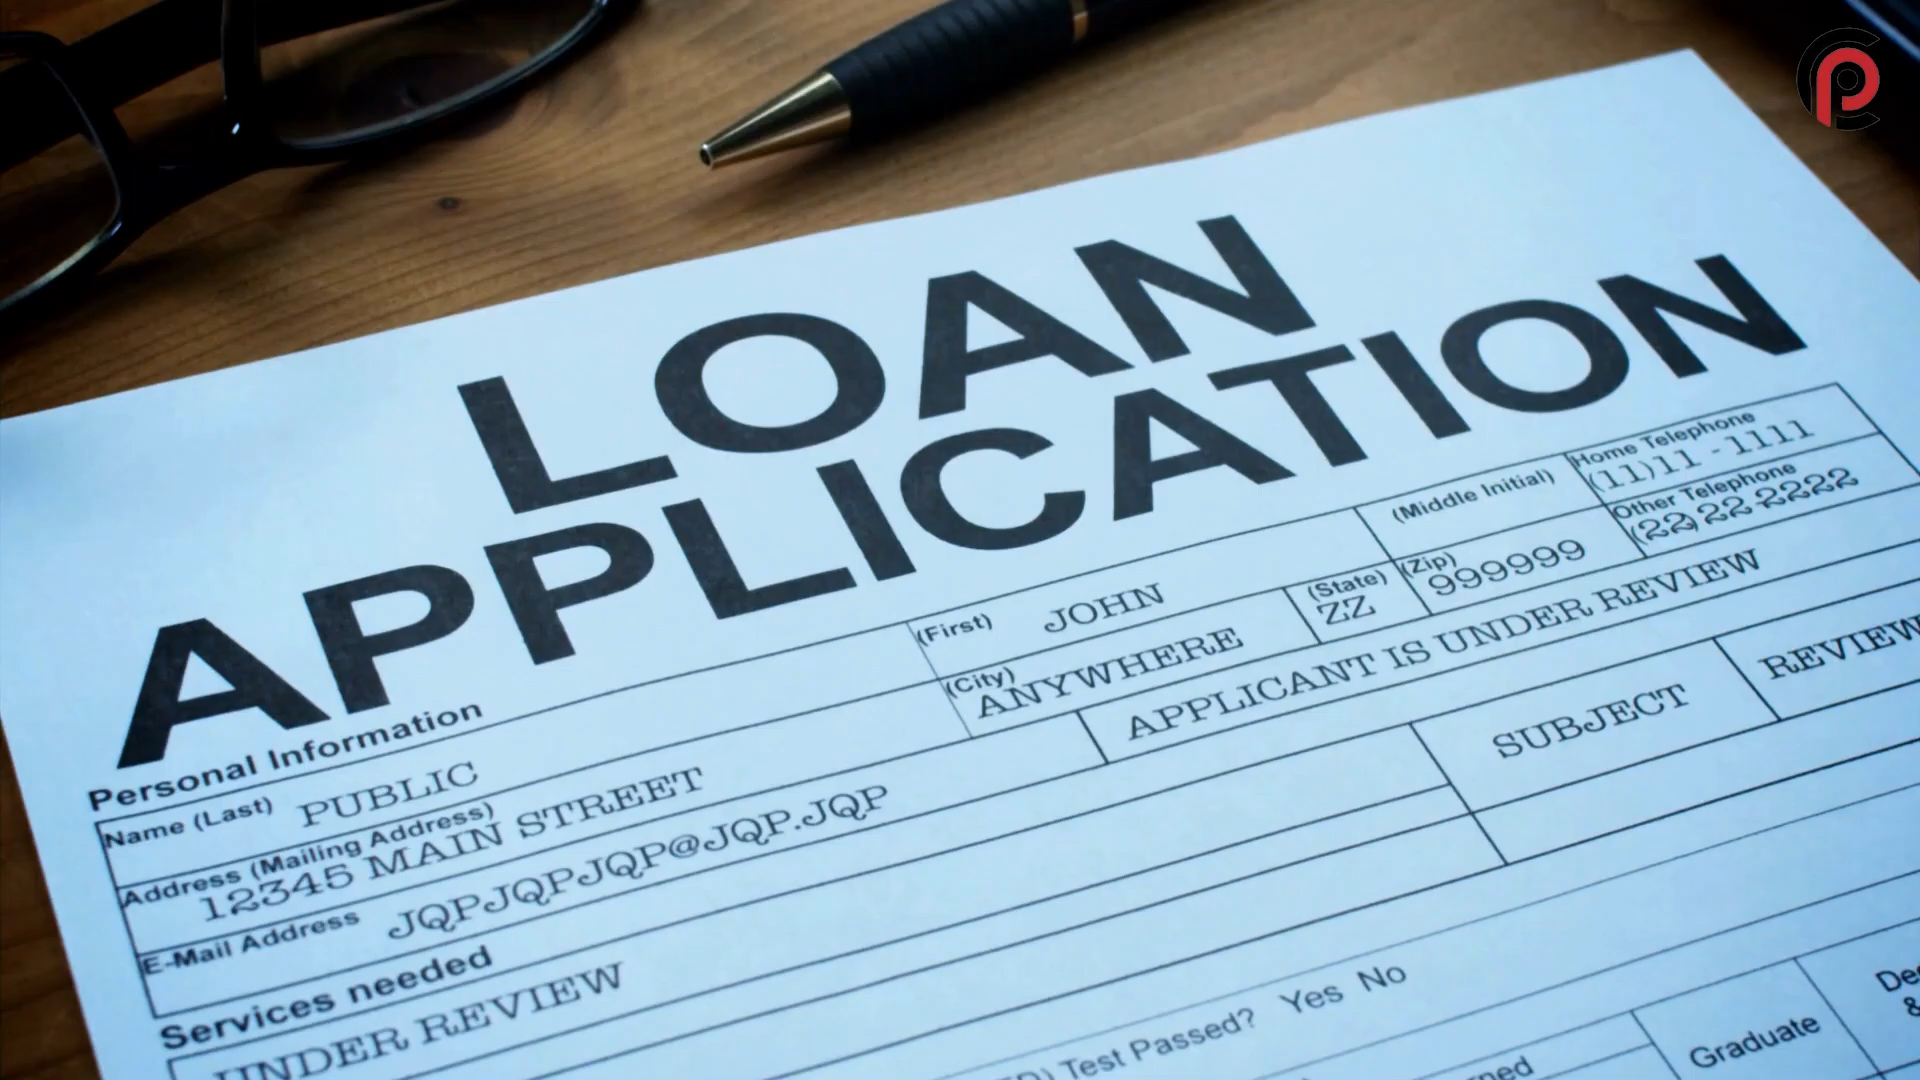 LOAN
APPLICATION
Personal Information
Name (Last) PUBLIC
(First) JOHN
(Middle Initial)
Home Telephone
(11)11 - 1111
Address (Mailing Address)
12345 MAIN STREET
(City)
ANYWHERE
(State)
ZZ
(Zip)
999999
Other Telephone
(22)22-2222
E-Mail Address JQPJQPJQP@JQP.JQP
APPLICANT IS UNDER REVIEW
Services needed
SUBJECT
REVIEW
UNDER REVIEW
Test Passed? Yes No
Graduate